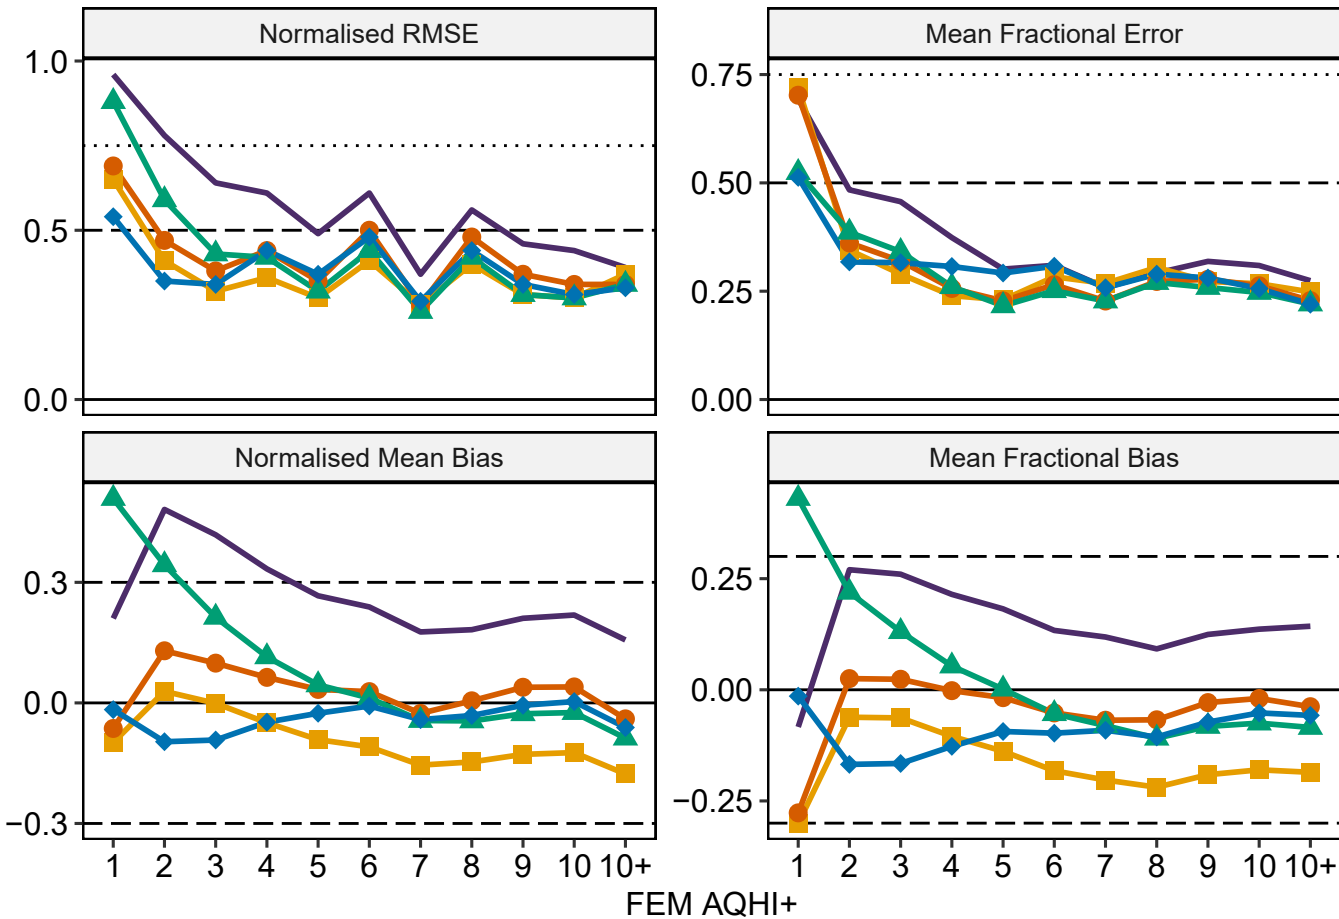 Normalised RMSE
Mean Fractional Error
1.0
0.5
0.0
0.75
0.50
0.25
0.00
Normalised Mean Bias
Mean Fractional Bias
0.3
0.0
−0.3
0.25
0.00
−0.25
1 2 3 4 5 6 7 8 9 10 10+
1 2 3 4 5 6 7 8 9 10 10+
FEM AQHI+